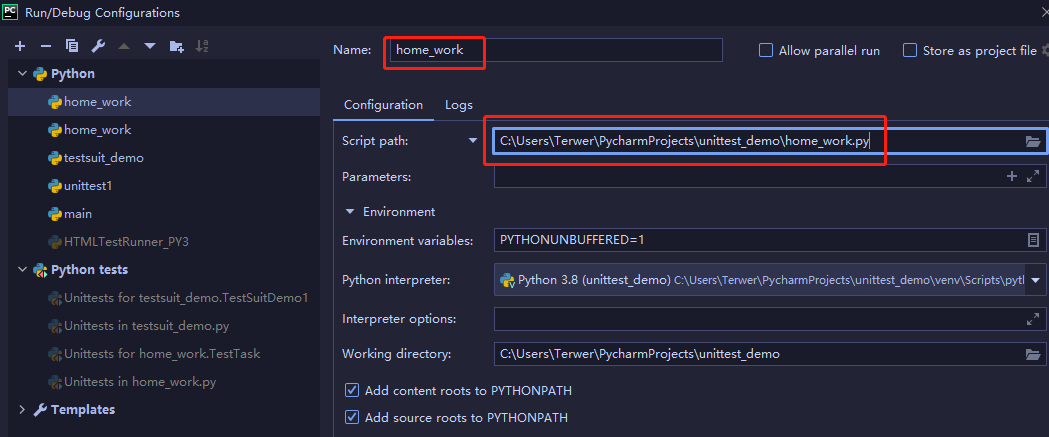 PC
Run/Debug Configurations
Name: home_work
Allow parallel run
Store as project file
Python
home_work
home_work
testsuit_demo
unittest1
main
HTMLTestRunner_PY3
Python tests
Unittests for testsuit_demo.TestSuitDemo1
Unittests in testsuit_demo.py
Unittests for home_work.TestTask
Unittests in home_work.py
Templates
Configuration Logs
Script path: C:\Users\Terwer\PycharmProjects\unittest_demo\home_work.py
Parameters:
Environment
Environment variables: PYTHONUNBUFFERED=1
Python interpreter: Python 3.8 (unittest_demo) C:\Users\Terwer\PycharmProjects\unittest_demo\venv\Scripts\pyt
Interpreter options:
Working directory: C:\Users\Terwer\PycharmProjects\unittest_demo
Add content roots to PYTHONPATH
Add source roots to PYTHONPATH